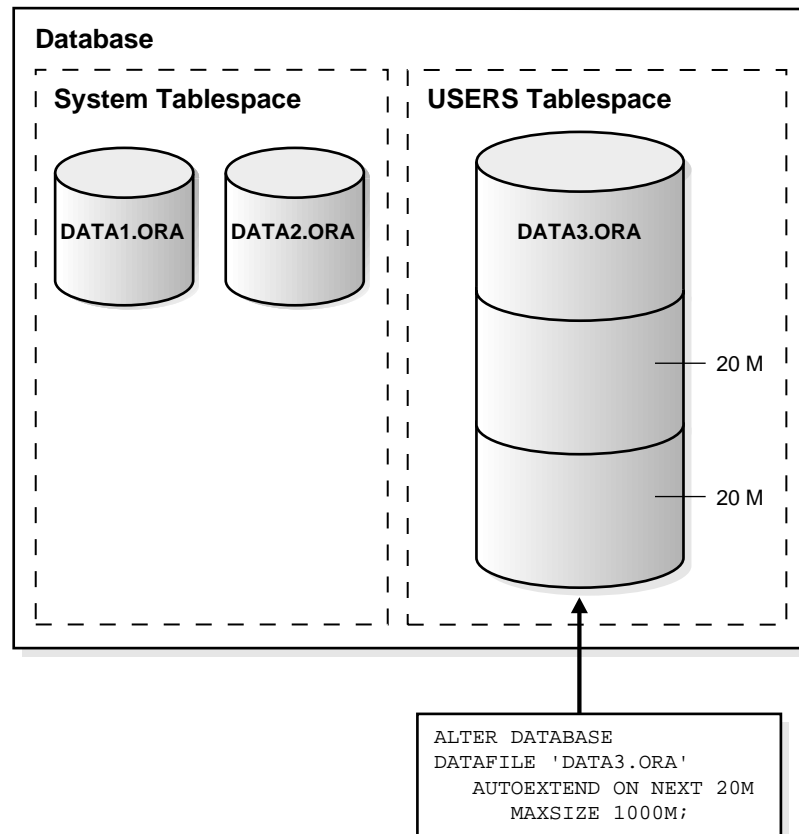 Database
System Tablespace
USERS Tablespace
DATA1.ORA
DATA2.ORA
DATA3.ORA
20 M
20 M
ALTER DATABASE
DATAFILE 'DATA3.ORA'
AUTOEXTEND ON NEXT 20M
MAXSIZE 1000M;